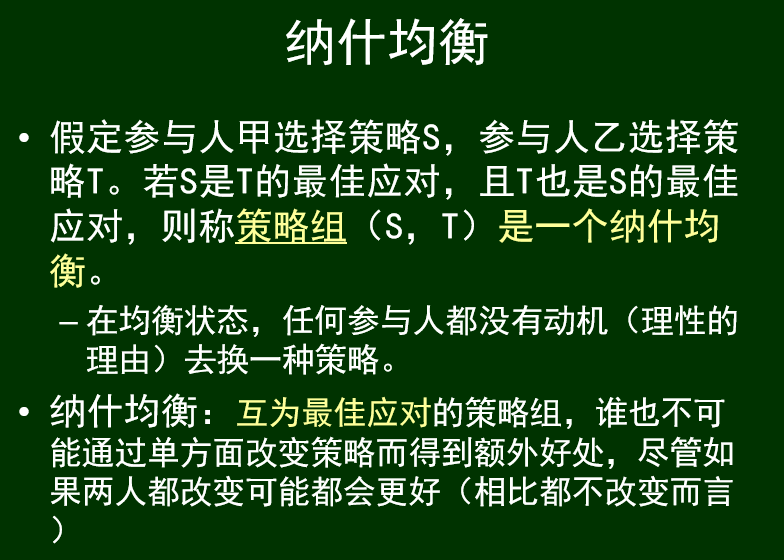 纳什均衡
• 假定参与人甲选择策略S，参与人乙选择策
略T。若S是T的最佳应对，且T也是S的最佳
应对，则称策略组（S，T）是一个纳什均
衡。
– 在均衡状态，任何参与人都没有动机（理性的
理由）去换一种策略。
• 纳什均衡：互为最佳应对的策略组，谁也不可
能通过单方面改变策略而得到额外好处，尽管如
果两人都改变可能都会更好（相比都不改变而言
）